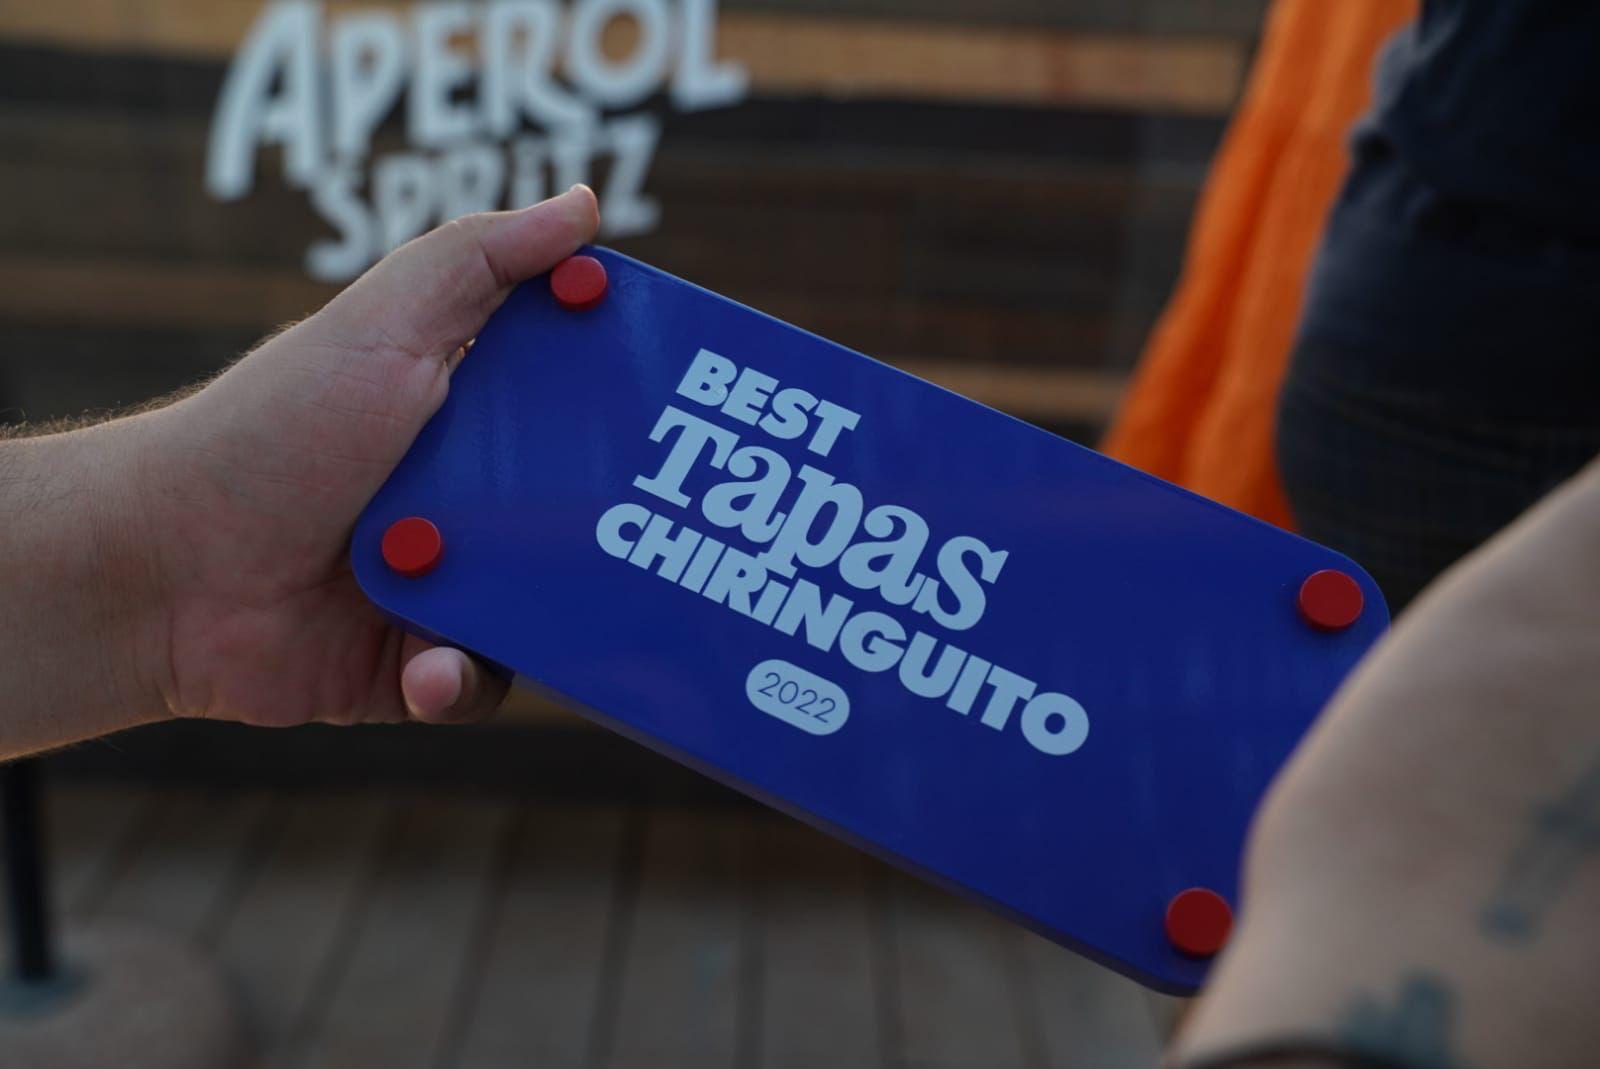 APEROL
SPRiTZ
BEST
Tapas
CHIRiNGUITO
2022